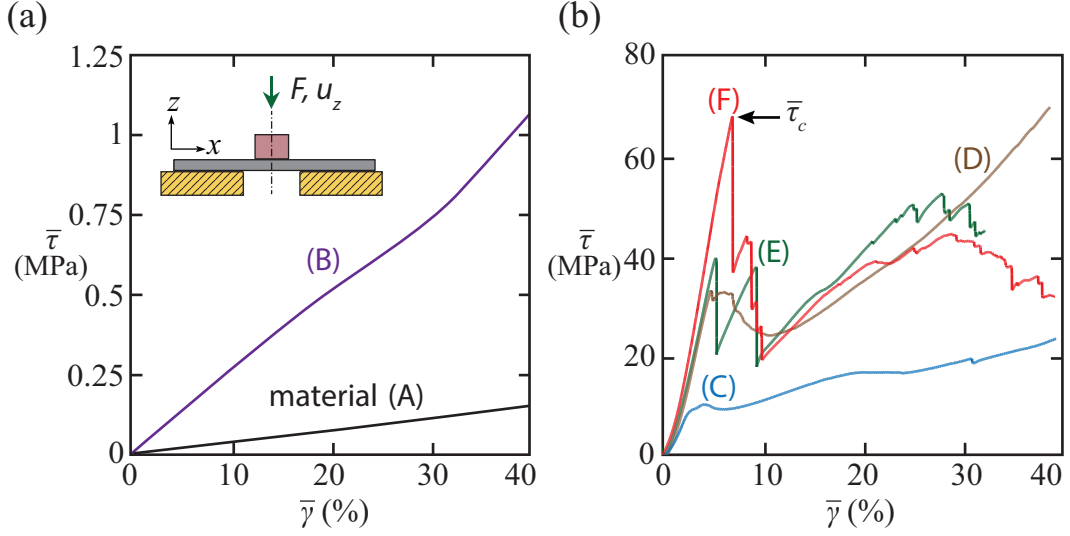 (a)
1.25
1
0.75
0.5
0.25
0
τ̅
(MPa)
F, u_z
z
x
(B)
material (A)
0 10 20 30 40
γ̅ (%)
(b)
80
60
40
20
0
τ̅
(MPa)
(F)
τ̅_c
(D)
(E)
(C)
0 10 20 30 40
γ̅ (%)